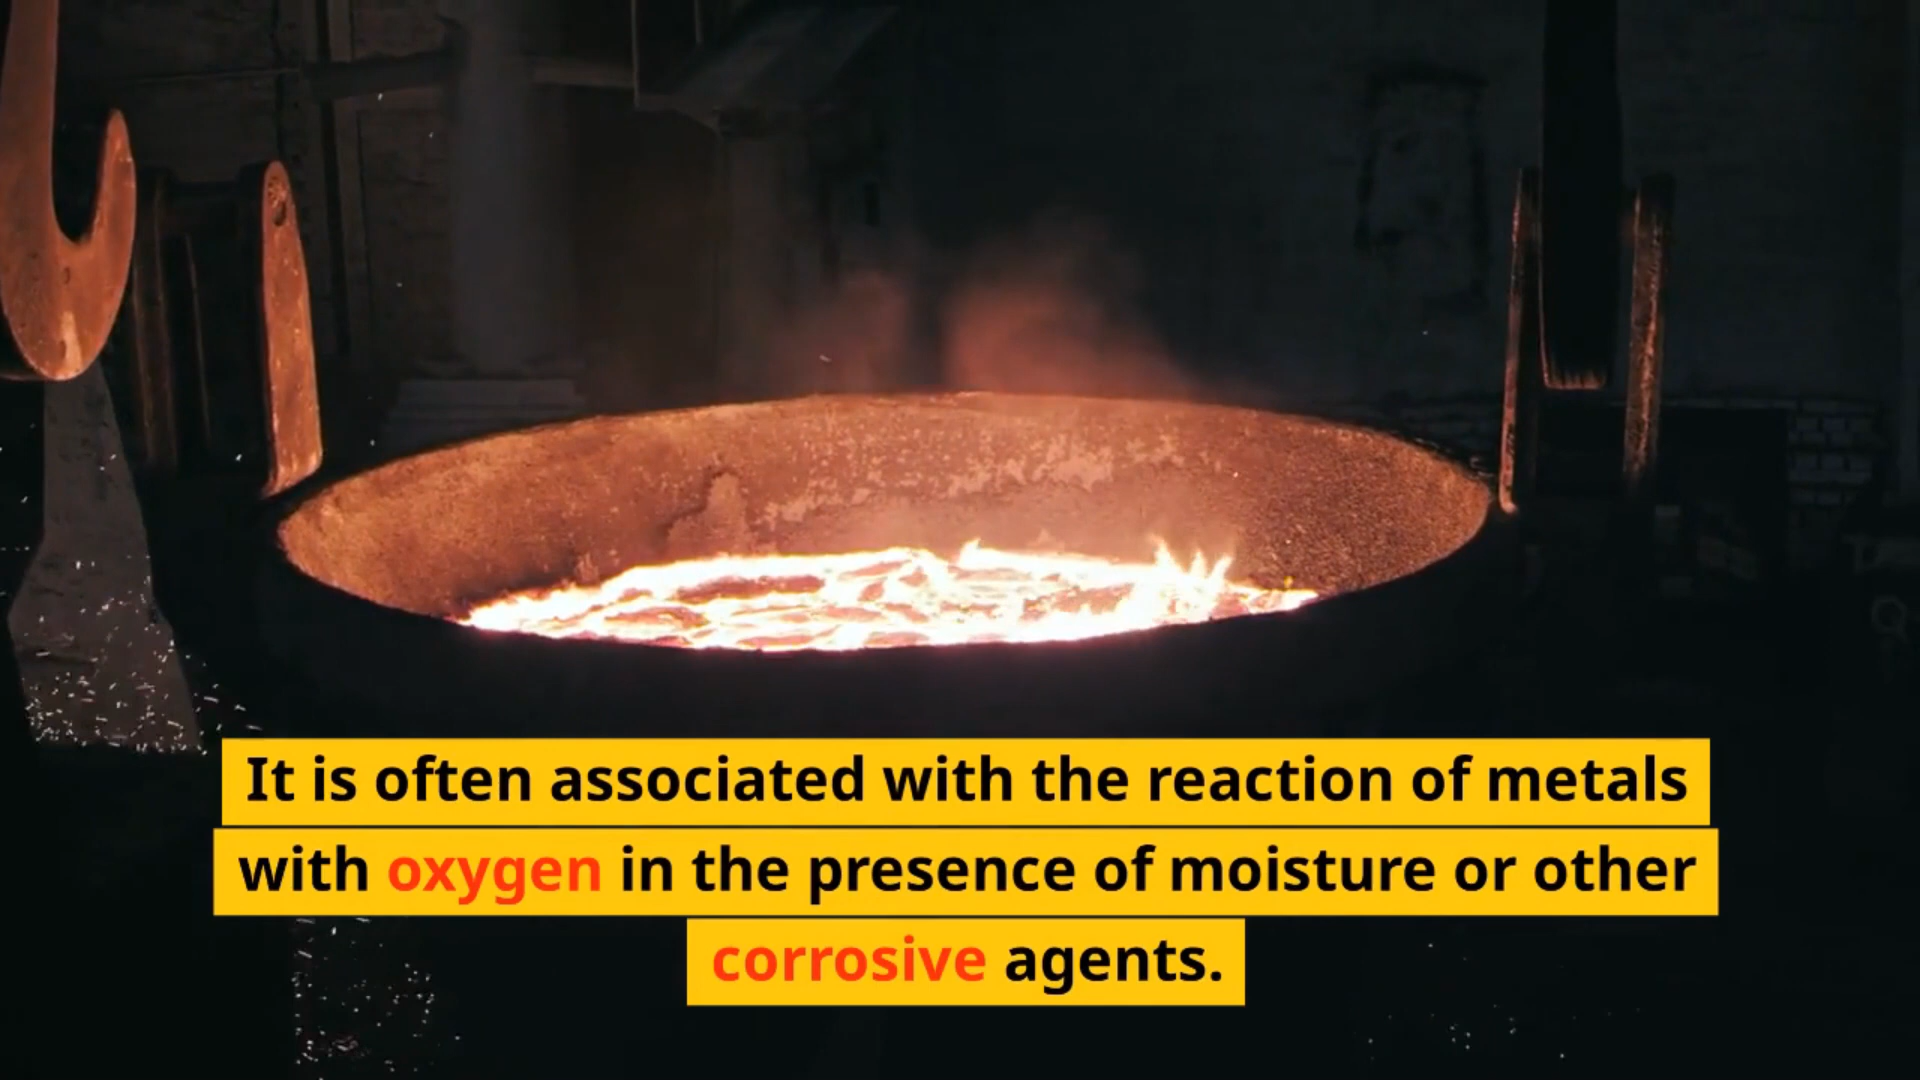 It is often associated with the reaction of metals
with oxygen in the presence of moisture or other
corrosive agents.